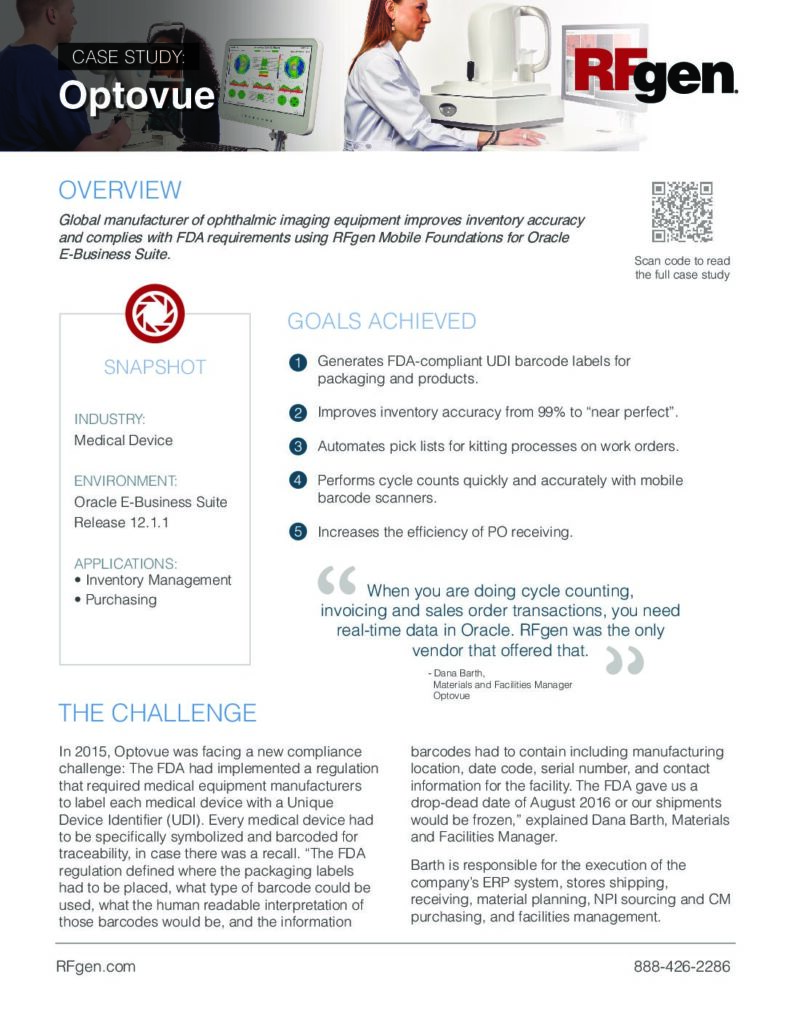 CASE STUDY:
Optovue
RFgen.
OVERVIEW
Global manufacturer of ophthalmic imaging equipment improves inventory accuracy
and complies with FDA requirements using RFgen Mobile Foundations for Oracle
E-Business Suite.
Scan code to read
the full case study
SNAPSHOT
INDUSTRY:
Medical Device
ENVIRONMENT:
Oracle E-Business Suite
Release 12.1.1
APPLICATIONS:
• Inventory Management
• Purchasing
GOALS ACHIEVED
1 Generates FDA-compliant UDI barcode labels for
packaging and products.
2 Improves inventory accuracy from 99% to “near perfect”.
3 Automates pick lists for kitting processes on work orders.
4 Performs cycle counts quickly and accurately with mobile
barcode scanners.
5 Increases the efficiency of PO receiving.
“ When you are doing cycle counting,
invoicing and sales order transactions, you need
real-time data in Oracle. RFgen was the only
vendor that offered that. ”
- Dana Barth,
Materials and Facilities Manager
Optovue
THE CHALLENGE
In 2015, Optovue was facing a new compliance
challenge: The FDA had implemented a regulation
that required medical equipment manufacturers
to label each medical device with a Unique
Device Identifier (UDI). Every medical device had
to be specifically symbolized and barcoded for
traceability, in case there was a recall. “The FDA
regulation defined where the packaging labels
had to be placed, what type of barcode could be
used, what the human readable interpretation of
those barcodes would be, and the information
barcodes had to contain including manufacturing
location, date code, serial number, and contact
information for the facility. The FDA gave us a
drop-dead date of August 2016 or our shipments
would be frozen,” explained Dana Barth, Materials
and Facilities Manager.
Barth is responsible for the execution of the
company’s ERP system, stores shipping,
receiving, material planning, NPI sourcing and CM
purchasing, and facilities management.
RFgen.com
888-426-2286